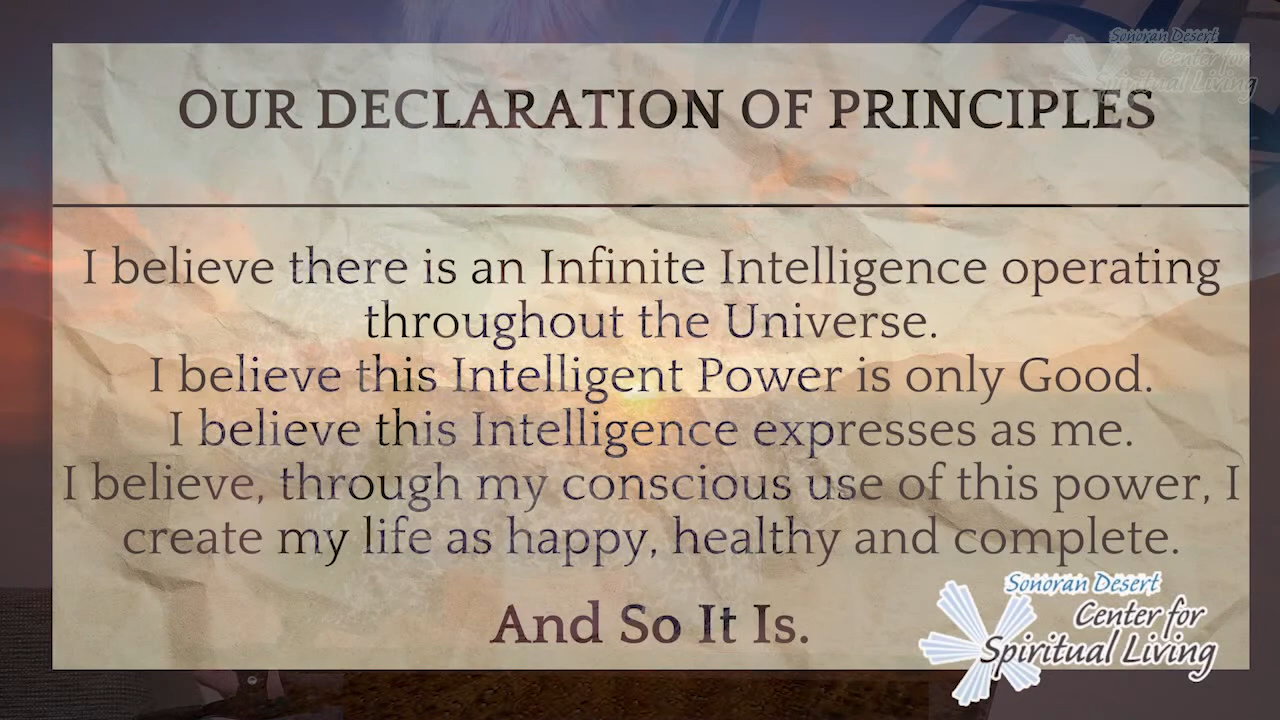 Sonoran Desert
Center for
Spiritual Living
OUR DECLARATION OF PRINCIPLES
I believe there is an Infinite Intelligence operating
throughout the Universe.
I believe this Intelligent Power is only Good.
I believe this Intelligence expresses as me.
I believe, through my conscious use of this power, I
create my life as happy, healthy and complete.
And So It Is.
Sonoran Desert
Center for
Spiritual Living